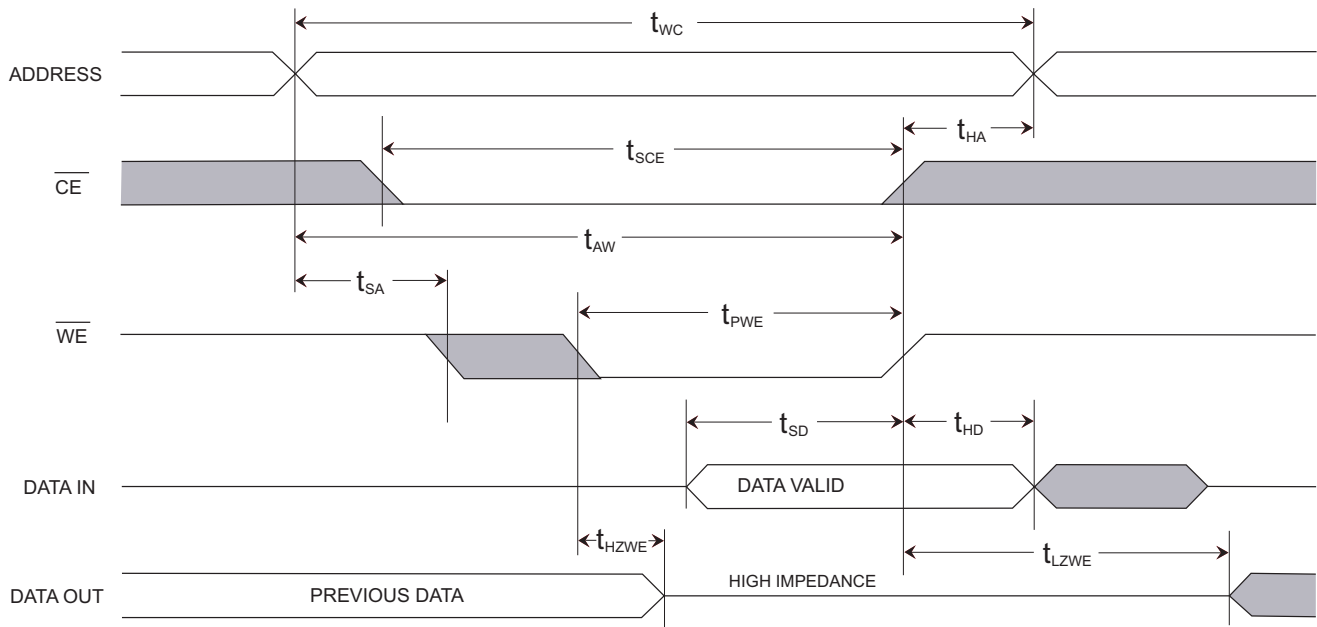 tWC
ADDRESS
tHA
tSCE
CE
tAW
tSA
tPWE
WE
tSD
tHD
DATA IN
DATA VALID
tHZWE
tLZWE
DATA OUT
PREVIOUS DATA
HIGH IMPEDANCE